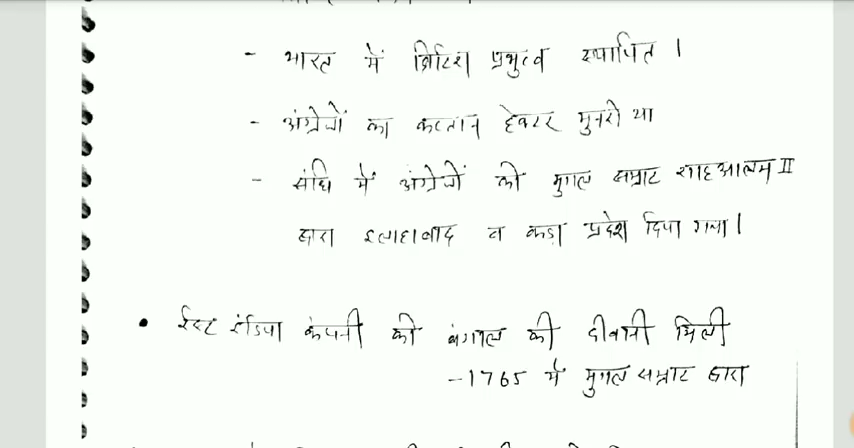 - भारत में ब्रिटिश प्रभुत्व स्थापित ।
- अंग्रेजों का कप्तान हेक्टर मुनरो था
- संधि में अंग्रेजों को मुगल सम्राट शाहआलम II
द्वारा इलाहाबाद व कड़ा प्रदेश दिया गया ।
• ईस्ट इंडिया कंपनी को बंगाल की दीवानी मिली
- 1765 में मुगल सम्राट द्वारा